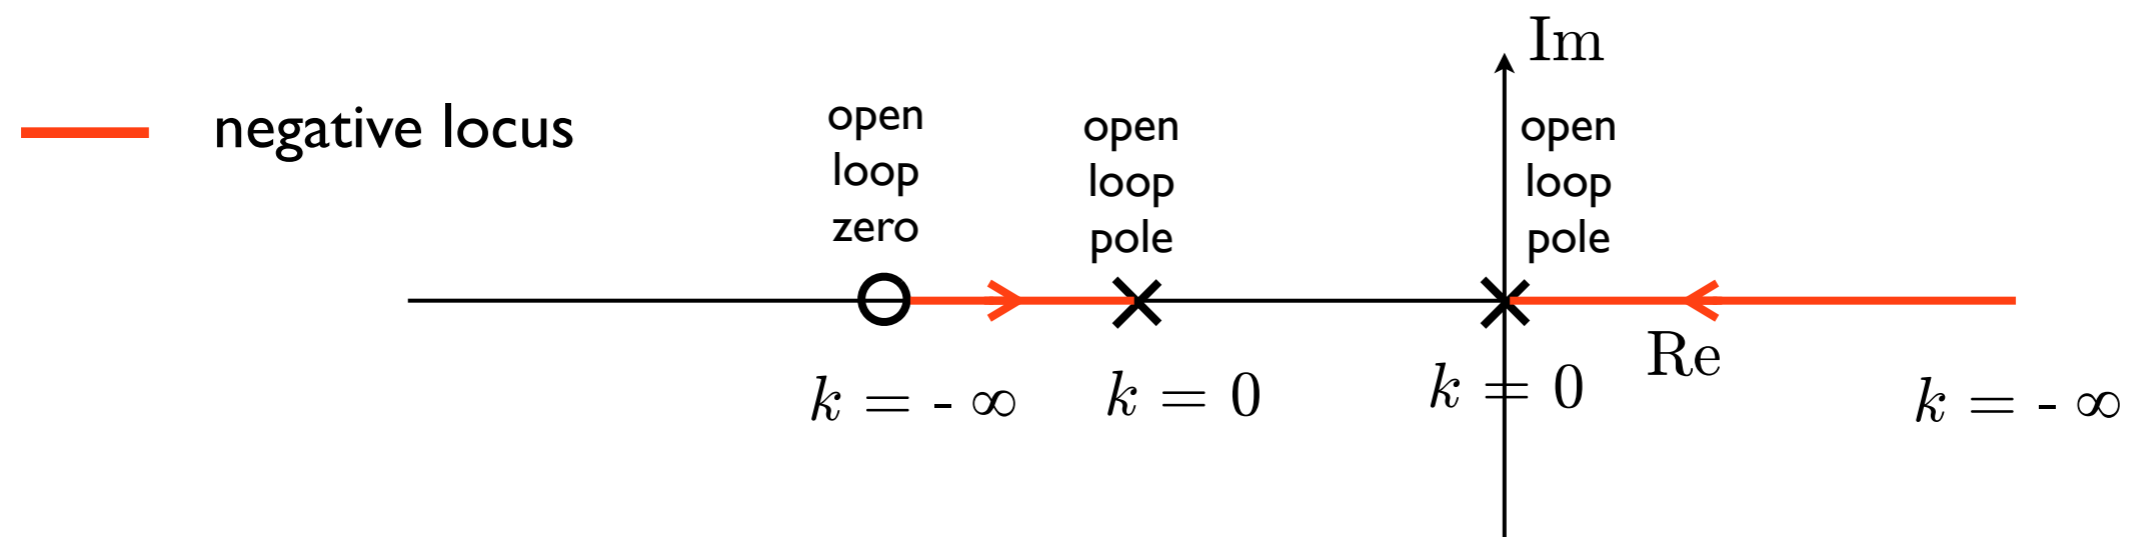 Im
negative locus
open
loop
zero
open
loop
pole
open
loop
pole
Re
k = - ∞
k = 0
k = 0
k = - ∞